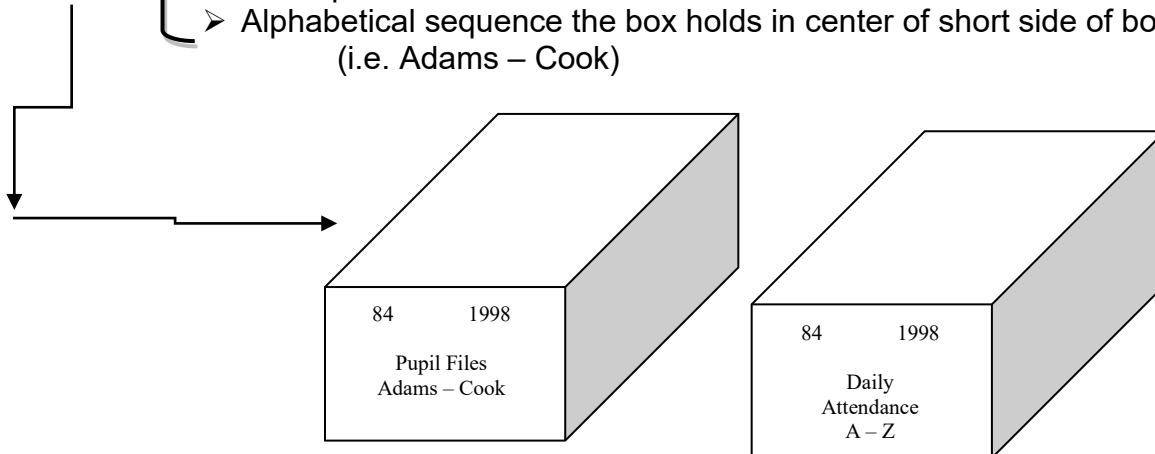 ➢ Alphabetical sequence the box holds in center of short side of
(i.e. Adams – Cook)
84 1998
Pupil Files
Adams – Cook
84 1998
Daily
Attendance
A – Z